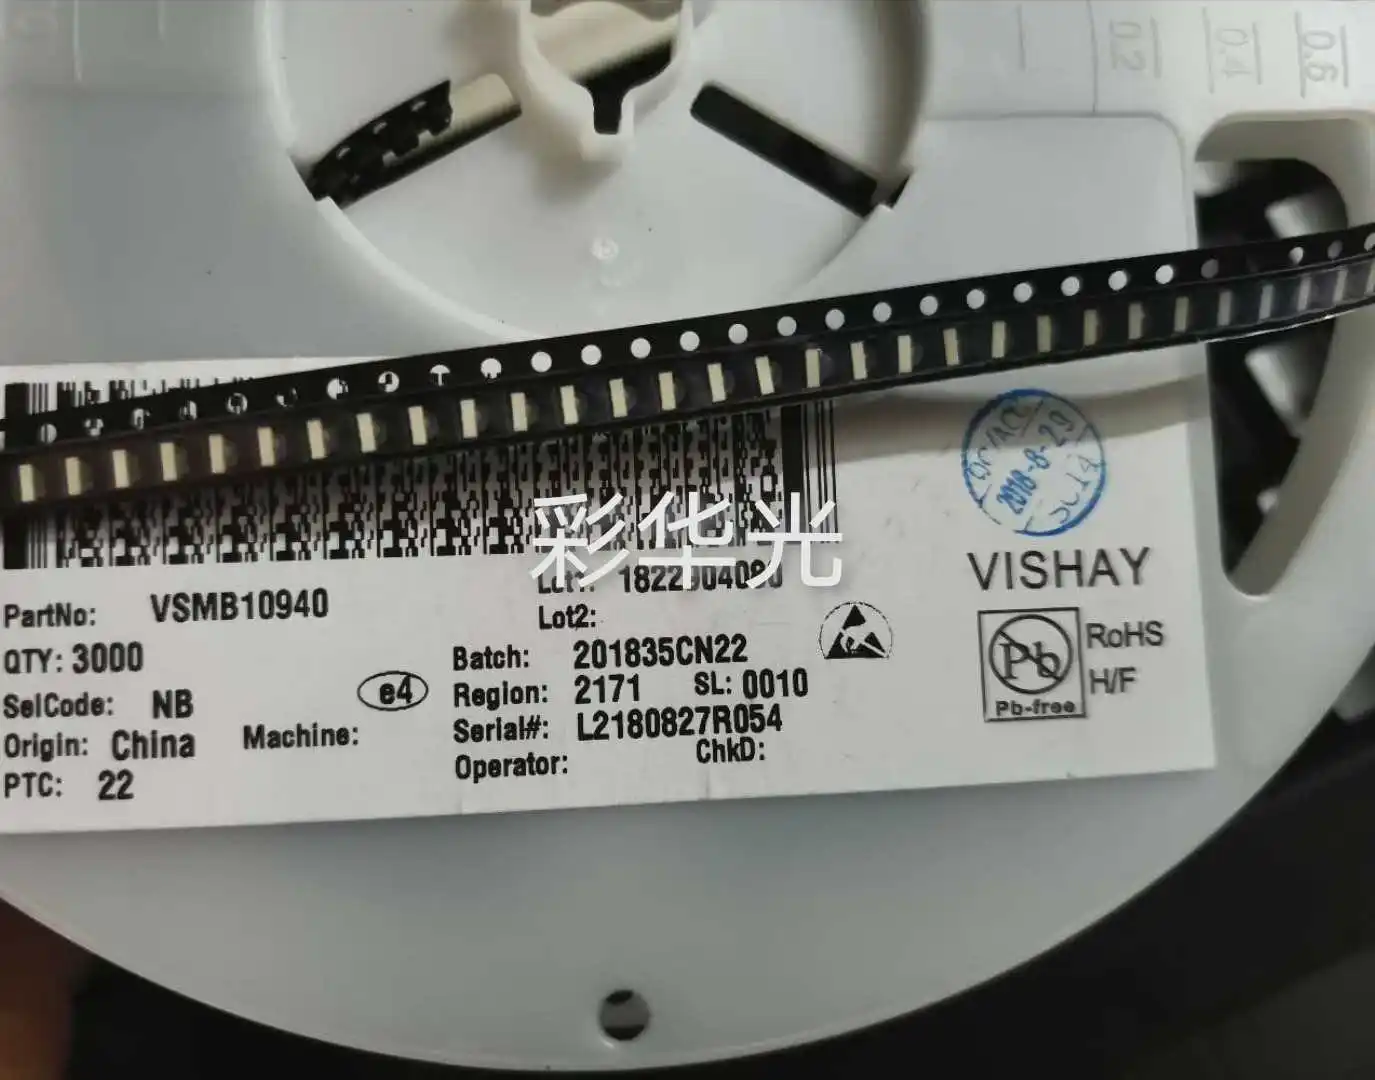 0.2
0.4
0.6
2018-8-29
彩华光
VISHAY
PartNo: VSMB10940
QTY: 3000
SelCode: NB
Origin: China
Machine:
PTC: 22
e4
Lot2:
Batch: 201835CN22
Region: 2171 SL: 0010
Serial#: L2180827R054
Operator:
ChkD:
Pb
Pb-free
RoHS
H/F